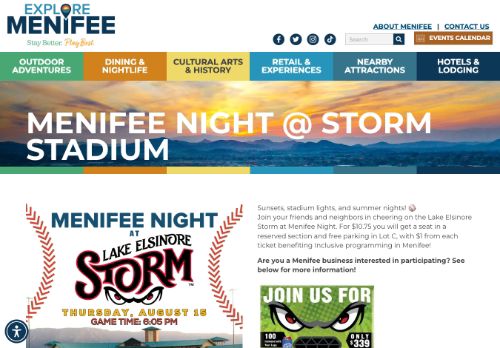 EXPLORE
MENIFEE
Stay Better. Play Best.
ABOUT MENIFEE | CONTACT US
Search
EVENTS CALENDAR
OUTDOOR
ADVENTURES
DINING &
NIGHTLIFE
CULTURAL ARTS
& HISTORY
RETAIL &
EXPERIENCES
NEARBY
ATTRACTIONS
HOTELS &
LODGING
MENIFEE NIGHT @ STORM
STADIUM
MENIFEE NIGHT
AT
LAKE ELSINORE
STORM
THURSDAY, AUGUST 15
GAME TIME: 6:05 PM
Sunsets, stadium lights, and summer nights!
Join your friends and neighbors in cheering on the Lake Elsinore
Storm at Menifee Night. For $10.75 you will get a seat in a
reserved section and free parking in Lot C, with $1 from each
ticket benefiting Inclusive programming in Menifee!
Are you a Menifee business interested in participating? See
below for more information!
JOIN US FOR
100
ONLY
$339